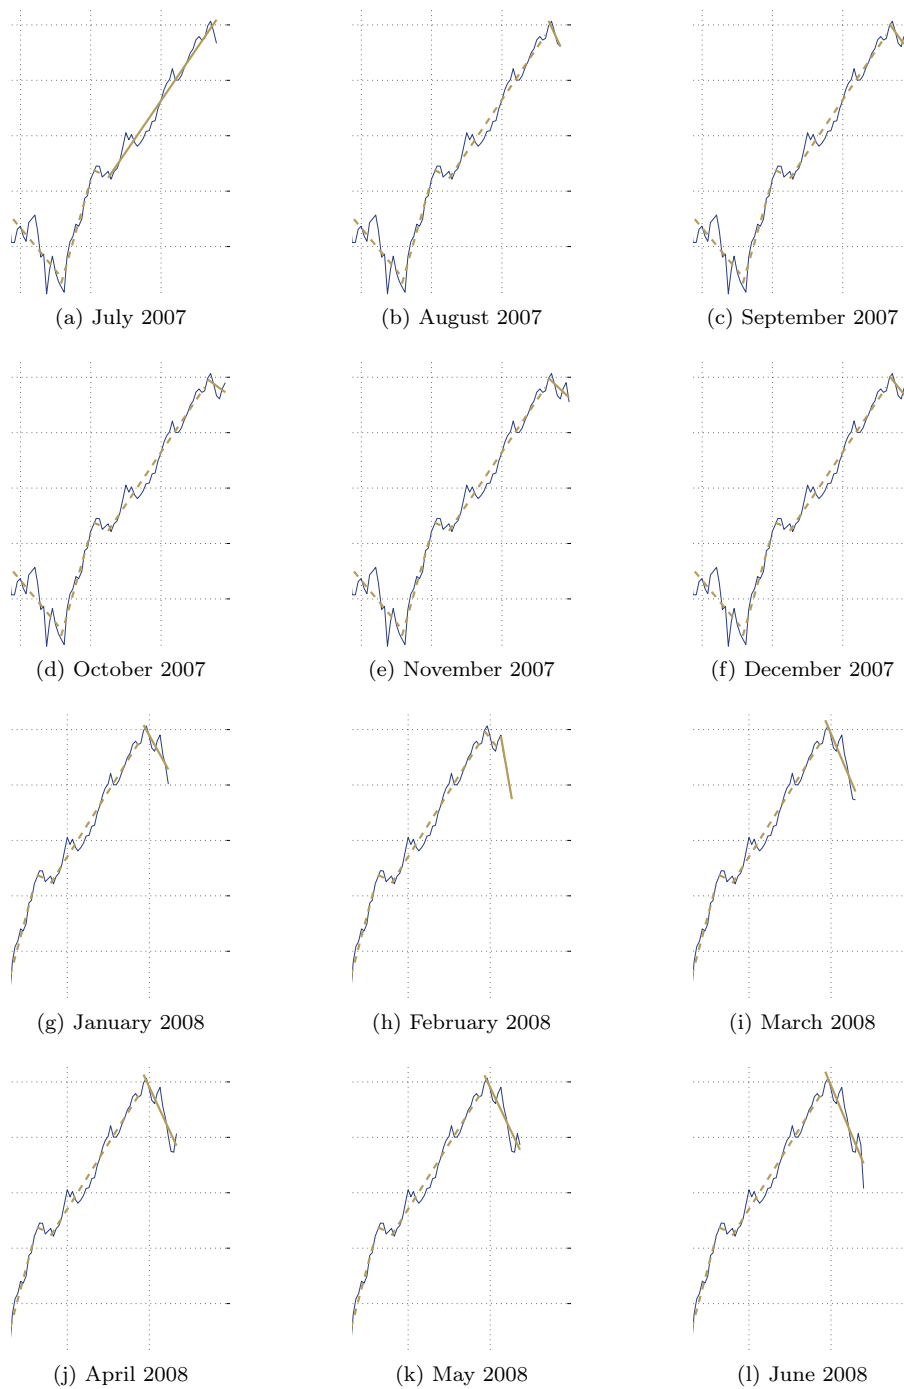 (a) July 2007
(b) August 2007
(c) September 2007
(d) October 2007
(e) November 2007
(f) December 2007
(g) January 2008
(h) February 2008
(i) March 2008
(j) April 2008
(k) May 2008
(l) June 2008